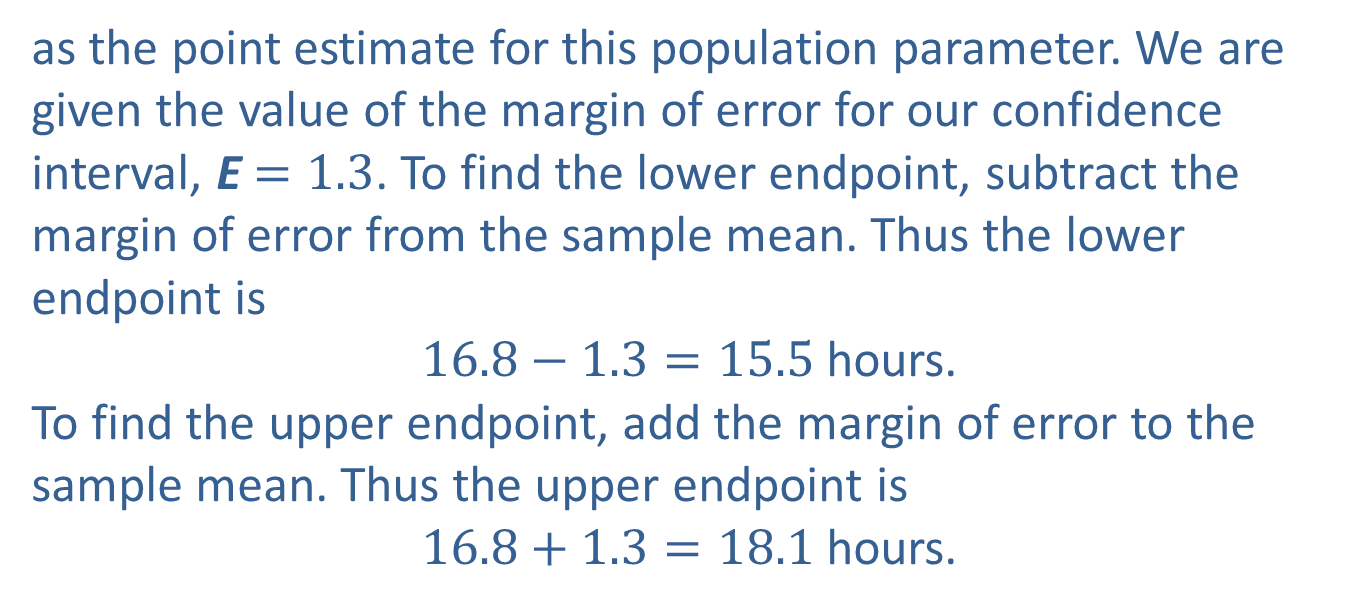 as the point estimate for this population parameter. We are
given the value of the margin of error for our confidence
interval, E = 1.3. To find the lower endpoint, subtract the
margin of error from the sample mean. Thus the lower
endpoint is
16.8 − 1.3 = 15.5 hours.
To find the upper endpoint, add the margin of error to the
sample mean. Thus the upper endpoint is
16.8 + 1.3 = 18.1 hours.